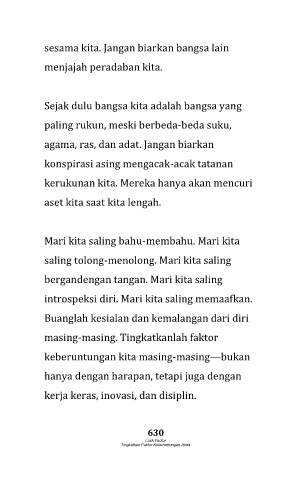 sesama kita. Jangan biarkan bangsa lain
menjajah peradaban kita.
Sejak dulu bangsa kita adalah bangsa yang
paling rukun, meski berbeda-beda suku,
agama, ras, dan adat. Jangan biarkan
konspirasi asing mengacak-acak tatanan
kerukunan kita. Mereka hanya akan mencuri
aset kita saat kita lengah.
Mari kita saling bahu-membahu. Mari kita
saling tolong-menolong. Mari kita saling
bergandengan tangan. Mari kita saling
introspeksi diri. Mari kita saling memaafkan.
Buanglah kesialan dan kemalangan dari diri
masing-masing. Tingkatkanlah faktor
keberuntungan kita masing-masing—bukan
hanya dengan harapan, tetapi juga dengan
kerja keras, inovasi, dan disiplin.
630
Luck Factor
Tingkatkan Faktor Keberuntungan Anda